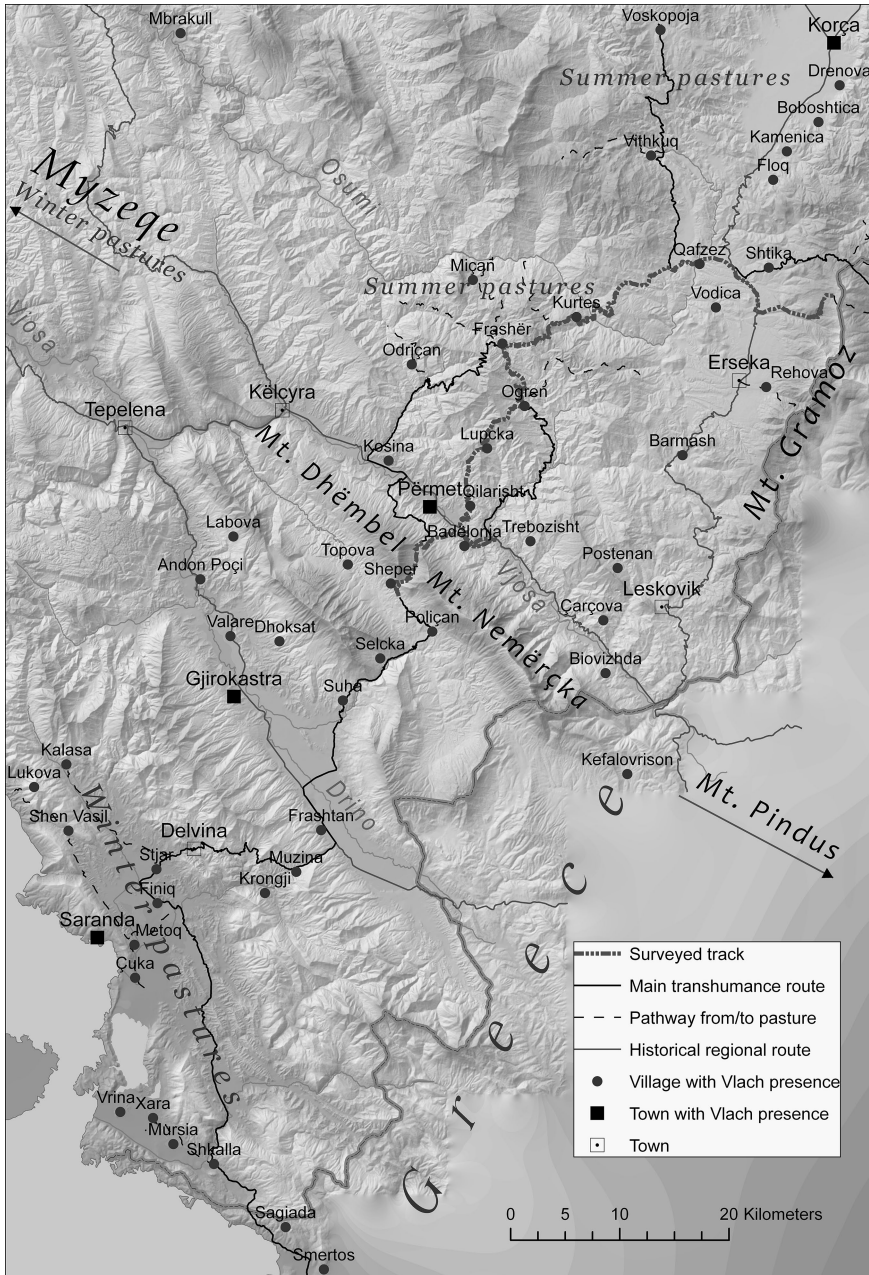 Mbrakull
Voskopoja
Korça
Drenova
Summer pastures
Boboshtica
Kamenica
Vithkuq
Floq
Myzeqe
Winter pastures
Osumi
Qafzez
Shtika
Miçan
Summer pastures
Vodica
Kurtes
Vjosa
Frashër
Odriçan
Erseka
Rehova
Ogren
Këlçyra
Tepelena
Lupcka
Barmash
Mt. Gramoz
Kosina
Mt. Dhëmbel
Përmet
Qilarisht
Labova
Badëlonja
Trebozisht
Topova
Postenan
Andon Poçi
Sheper
Vjosa
Leskovik
Mt. Nemërçka
Çarçova
Valare
Dhoksat
Poliçan
Selcka
Biovizhda
Gjirokastra
Suha
Kalasa
Kefalovrison
Lukova
Mt. Pindus
Drino
Shen Vasil
Winter pastures
Delvina
Frashtan
Stjar
Muzina
Krongji
Finiq
Saranda
Metoq
Çuka
Greece
Surveyed track
Main transhumance route
Pathway from/to pasture
Historical regional route
Village with Vlach presence
Town with Vlach presence
Town
Vrina
Xara
Mursia
Shkalla
Sagiada
Smertos
0 5 10 20 Kilometers